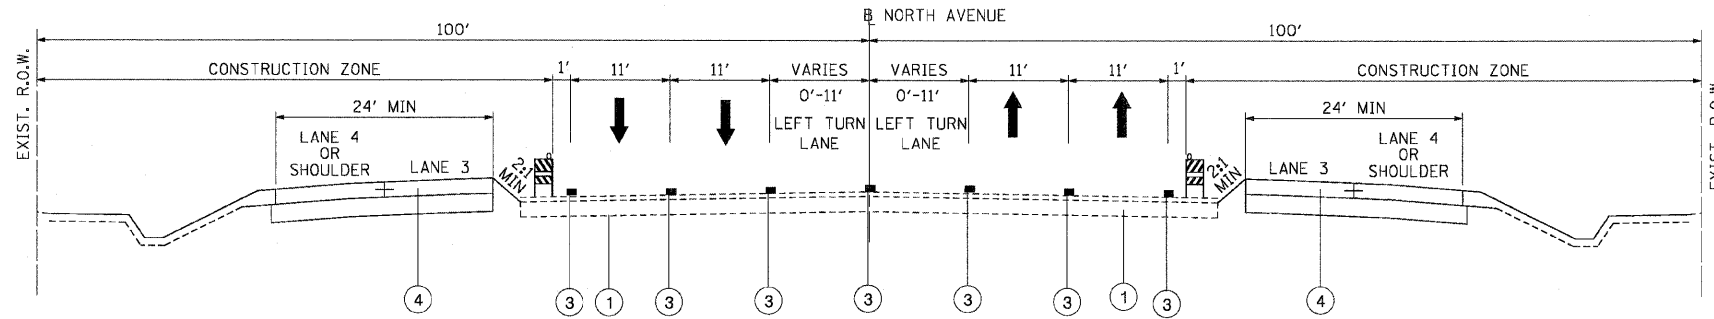 ℄ NORTH AVENUE
100' 100'
CONSTRUCTION ZONE 1' 11' 11' VARIES VARIES 11' 11' 1' CONSTRUCTION ZONE
0'-11' 0'-11'
LEFT TURN LANE
LEFT TURN LANE
24' MIN
24' MIN
LANE 4
OR
SHOULDER
LANE 3
2:1
MIN
2:1
MIN
LANE 3
LANE 4
OR
SHOULDER
EXIST. R.O.W.
EXIST. R.O.W.
4 3 1 3 3 3 3 3 1 3 4